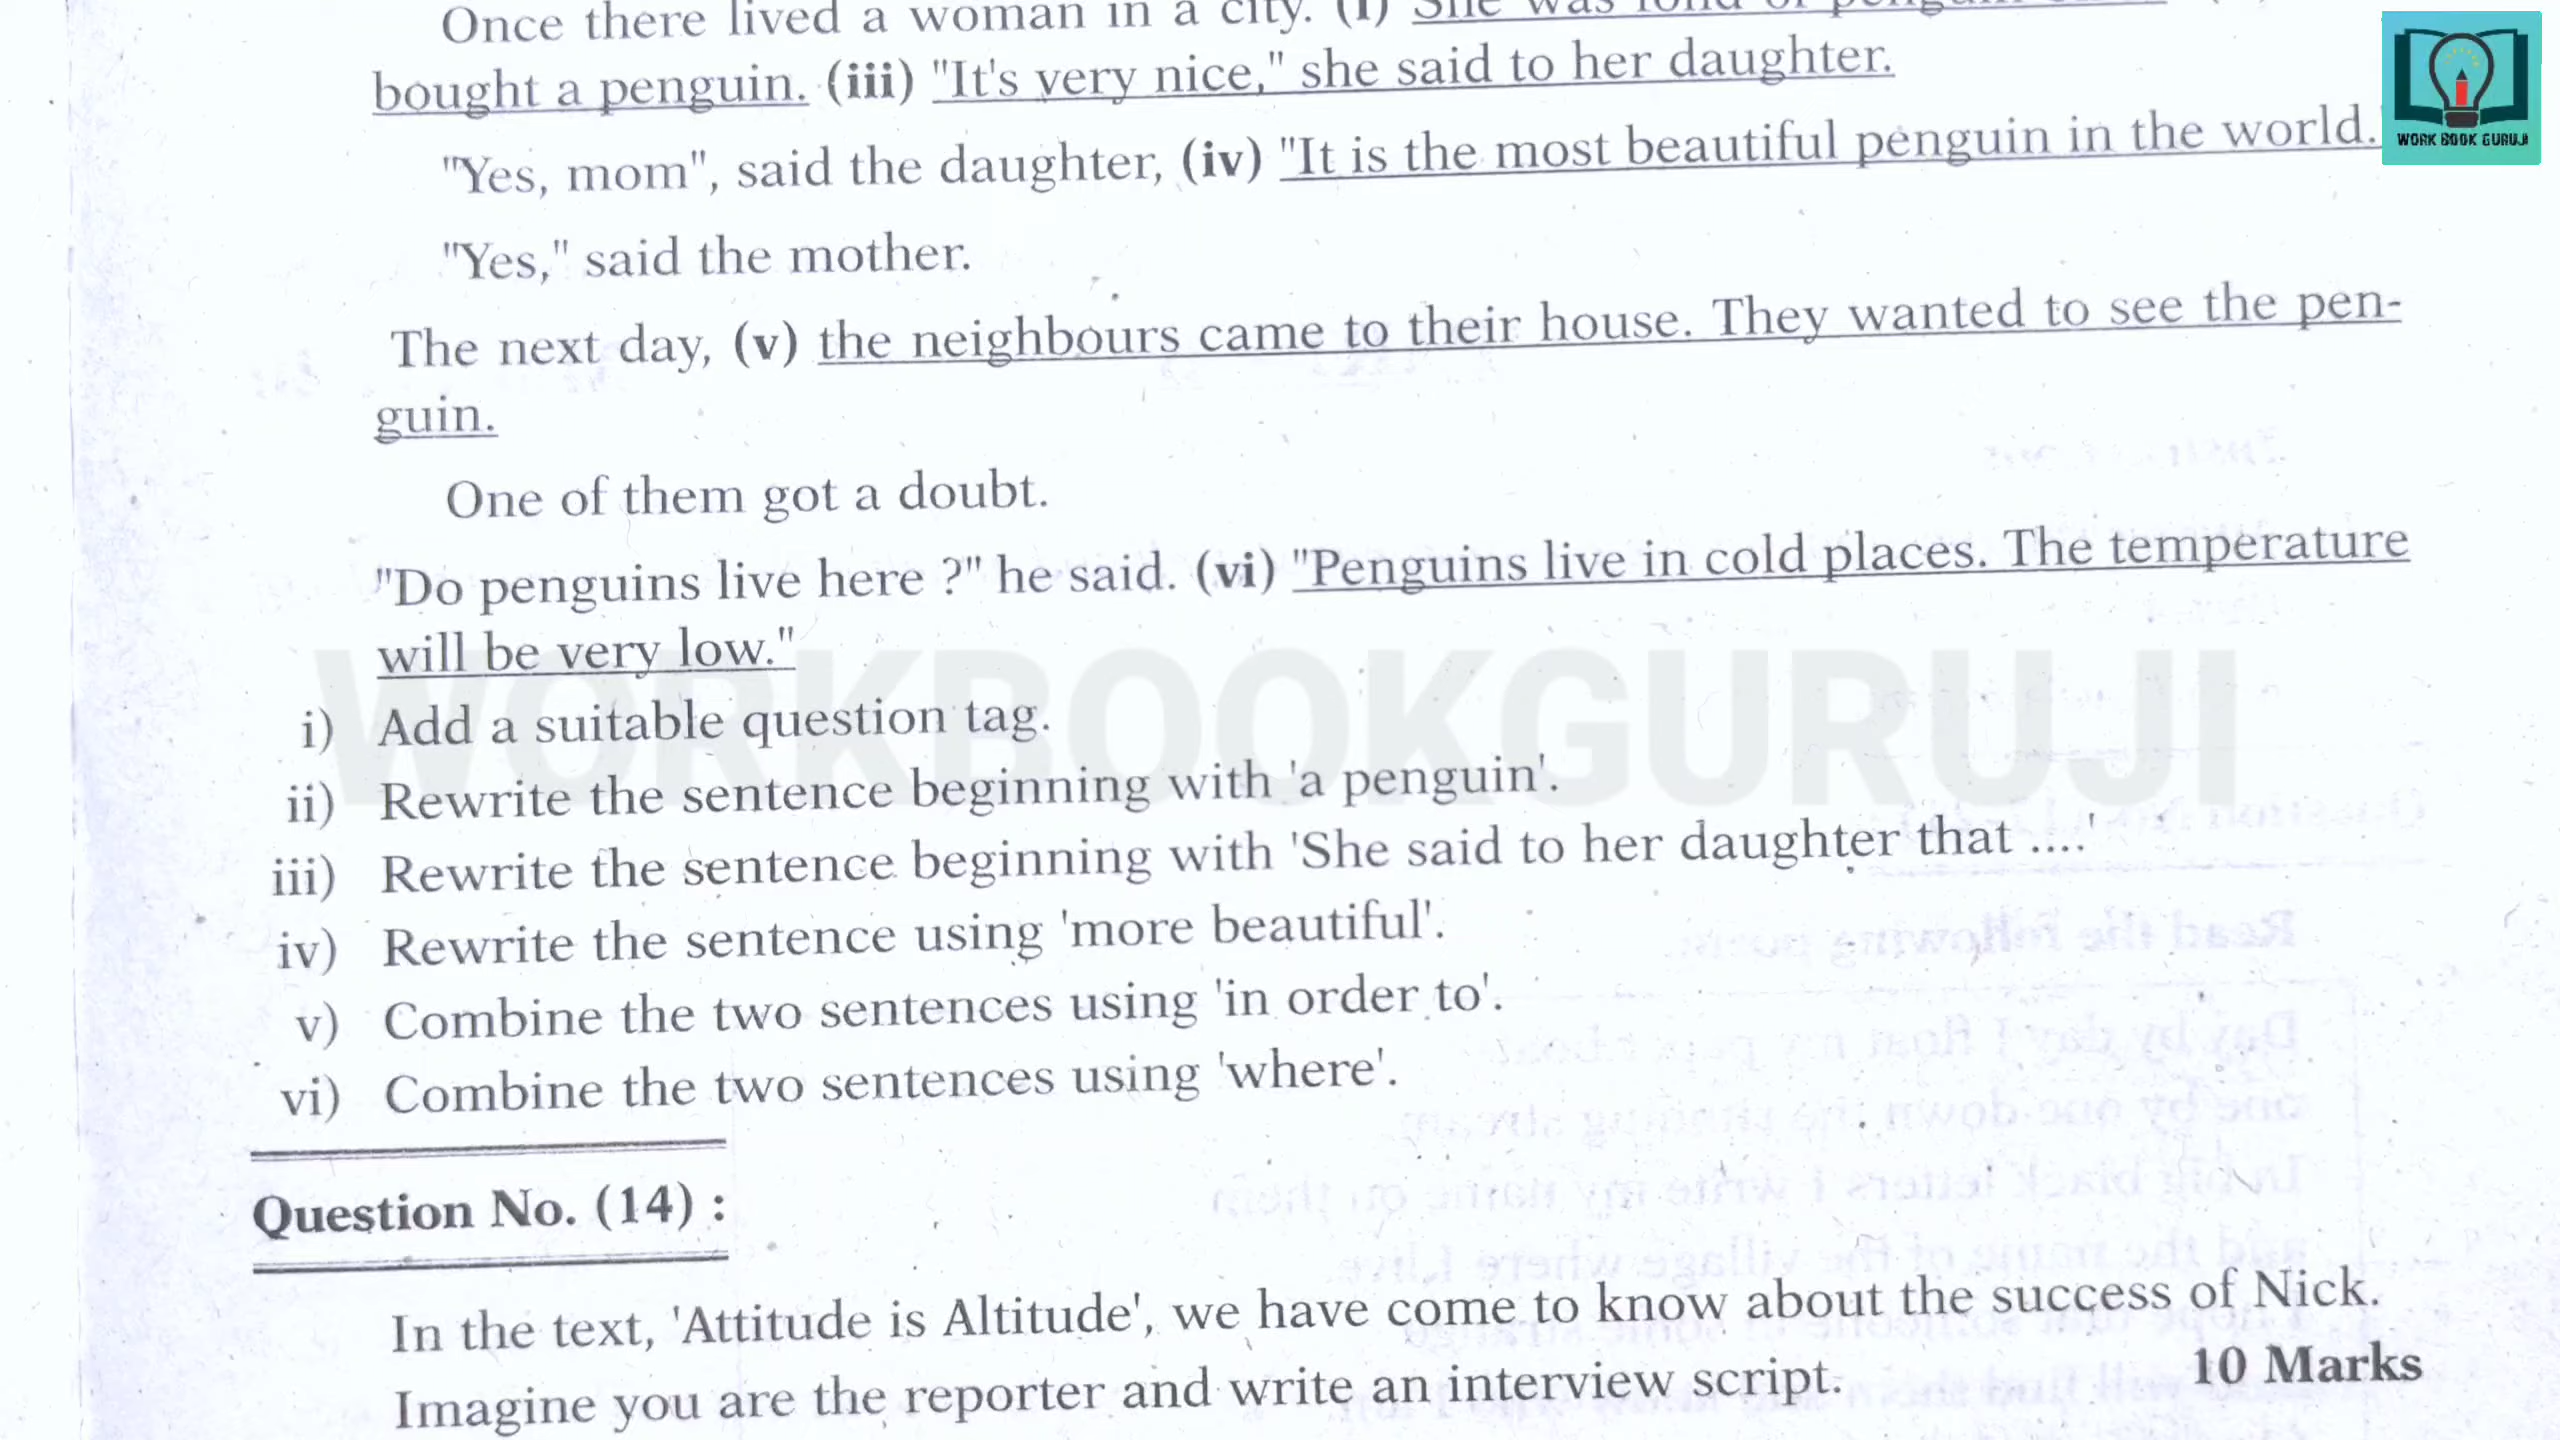 Once there lived a woman in a city. (i) She was fond of
bought a penguin. (iii) "It's very nice," she said to her daughter.
WORK BOOK GURUJI
"Yes, mom", said the daughter, (iv) "It is the most beautiful penguin in the world.
"Yes," said the mother.
The next day, (v) the neighbours came to their house. They wanted to see the pen-
guin.
One of them got a doubt.
"Do penguins live here ?" he said. (vi) "Penguins live in cold places. The temperature
will be very low."
WORKBOOKGURUJI
i) Add a suitable question tag.
ii) Rewrite the sentence beginning with 'a penguin'.
iii) Rewrite the sentence beginning with 'She said to her daughter that ....'
iv) Rewrite the sentence using 'more beautiful'.
v) Combine the two sentences using 'in order to'.
vi) Combine the two sentences using 'where'.
Question No. (14) :
In the text, 'Attitude is Altitude', we have come to know about the success of Nick.
Imagine you are the reporter and write an interview script. 10 Marks